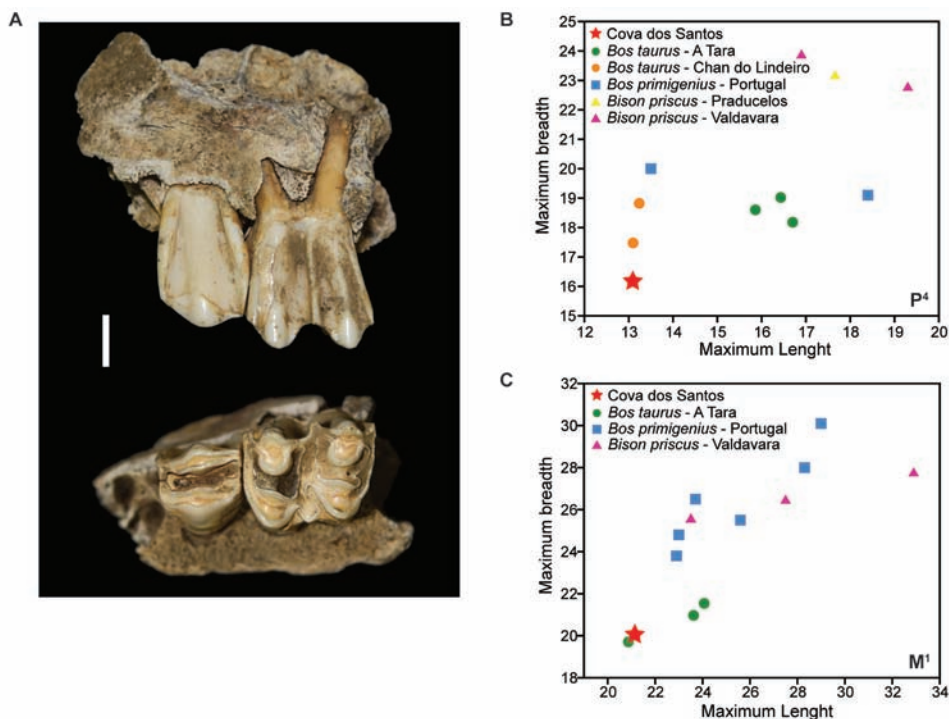 A
B
25
24
23
22
21
20
19
18
17
16
15
Maximum breadth
Cova dos Santos
Bos taurus - A Tara
Bos taurus - Chan do Lindeiro
Bos primigenius - Portugal
Bison priscus - Praducelos
Bison priscus - Valdavara
P⁴
12 13 14 15 16 17 18 19 20
Maximum Lenght
C
32
30
28
26
24
22
20
18
Maximum breadth
Cova dos Santos
Bos taurus - A Tara
Bos primigenius - Portugal
Bison priscus - Valdavara
M¹
20 22 24 26 28 30 32 34
Maximum Lenght